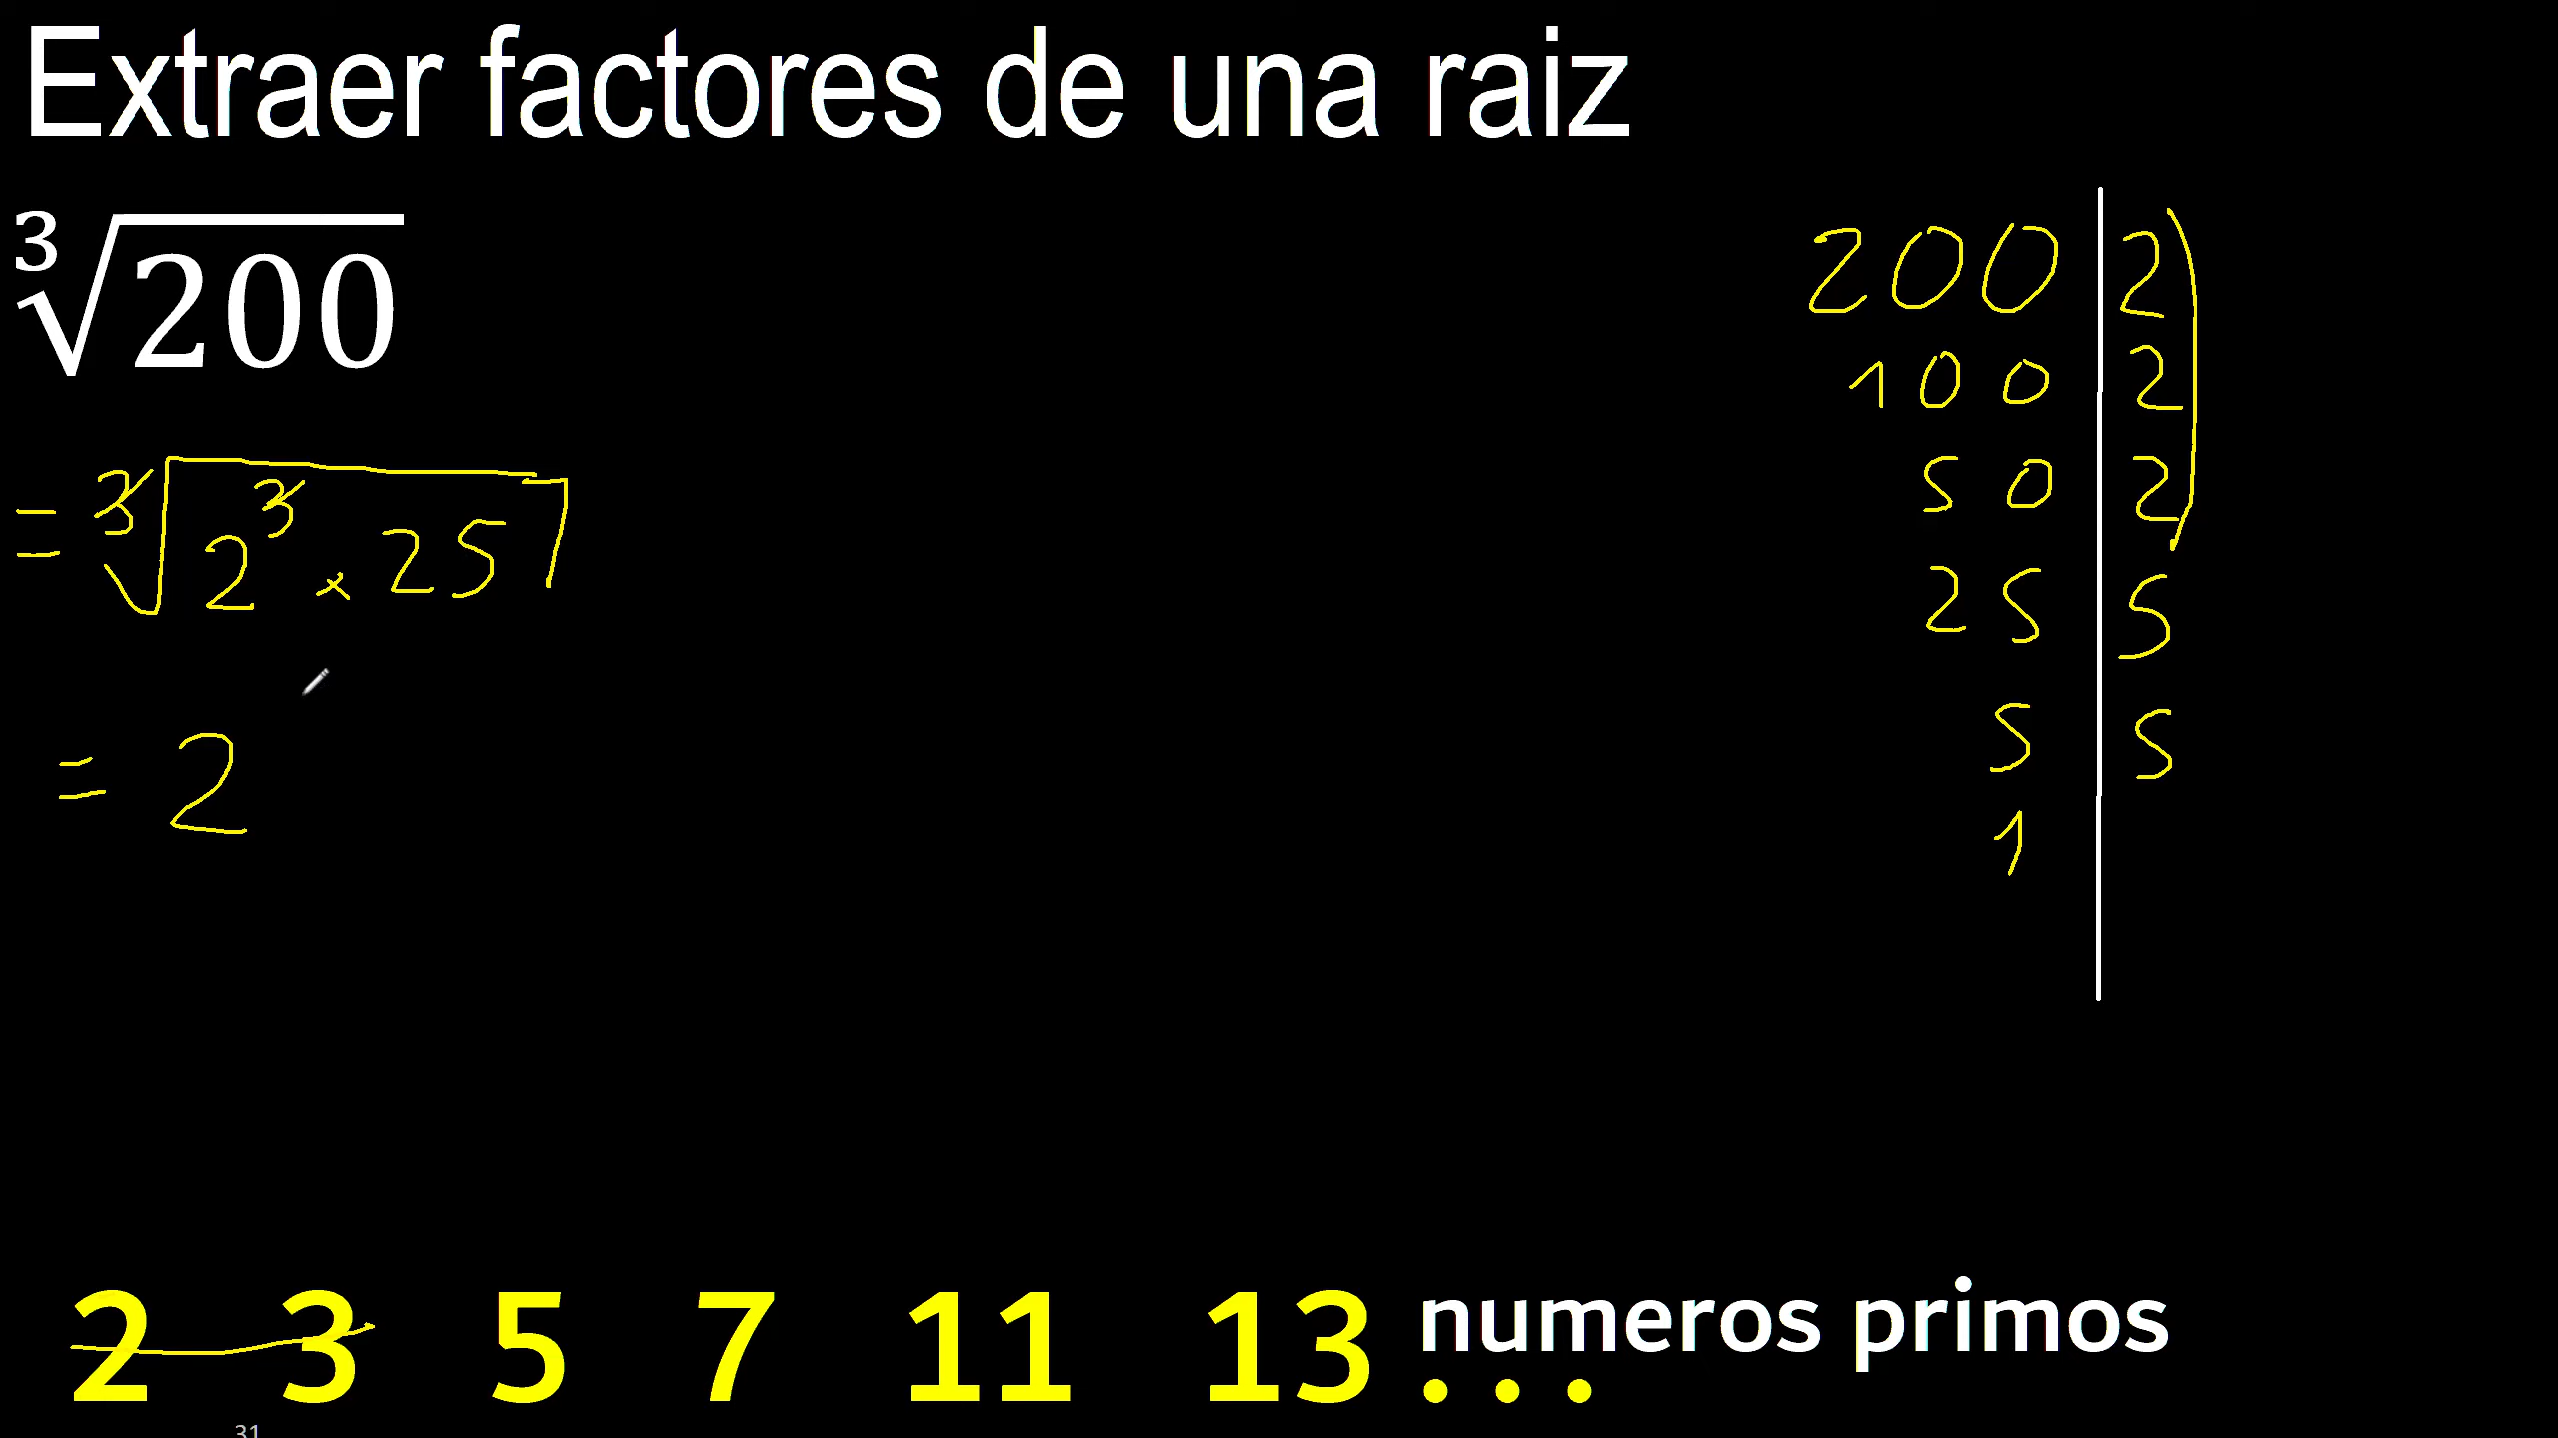 Extraer factores de una raiz
∛200
= ∛2³ × 25
= 2
200 | 2
100 | 2
50 | 2
25 | 5
5 | 5
1
2 3 5 7 11 13 ... numeros primos
31